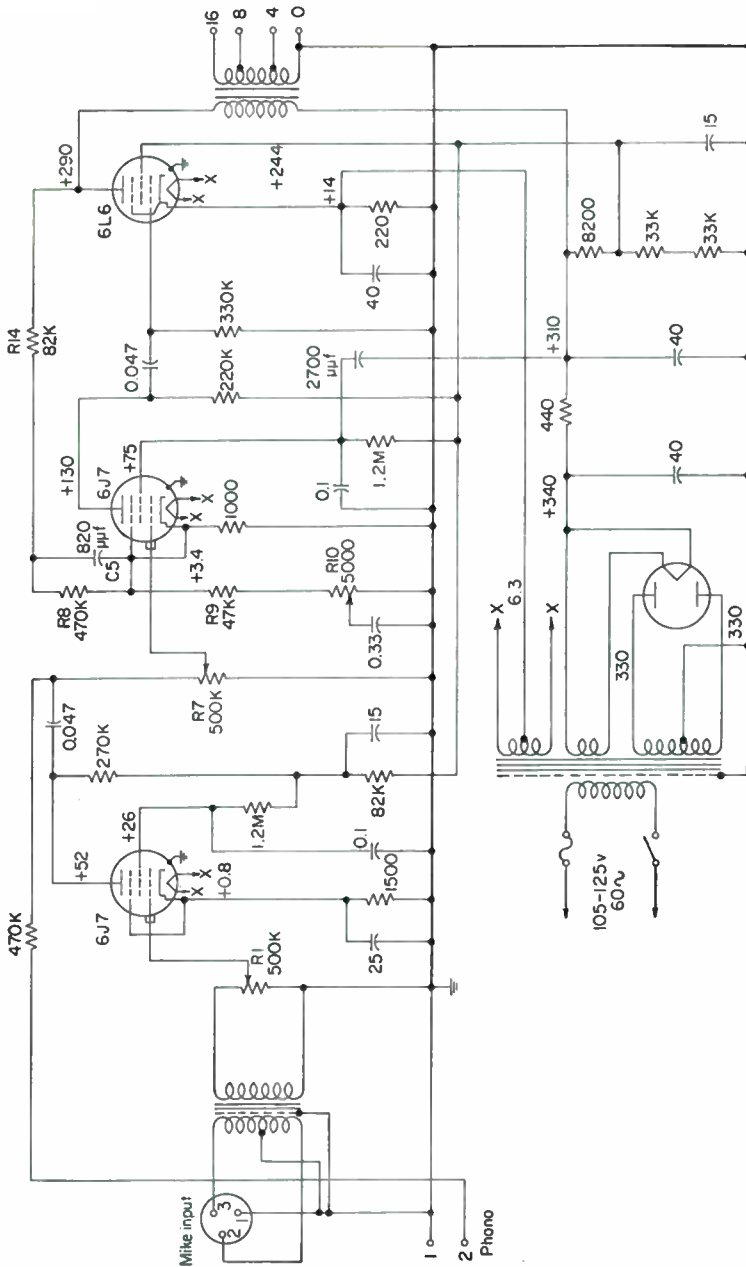 470K
R14
82K
+290
16
8
4
0
0.047
R8
470K
820
μμf
C5
+130
6J7
+75
6L6
+244
+52
270K
6J7
+26
X
X
+3.4
X
X
1000
0.047
220K
330K
X
X
+14
R7
500K
R9
47K
R10
5000
2700
μμf
+0.8
X
X
1.2M
15
0.33
0.1
1.2M
40
220
Mike input
3
2
1
R1
500K
25
1500
0.1
82K
1
2
Phono
X
6.3
X
+340
440
+310
8200
33K
33K
15
40
40
105-125v
60~
330
330